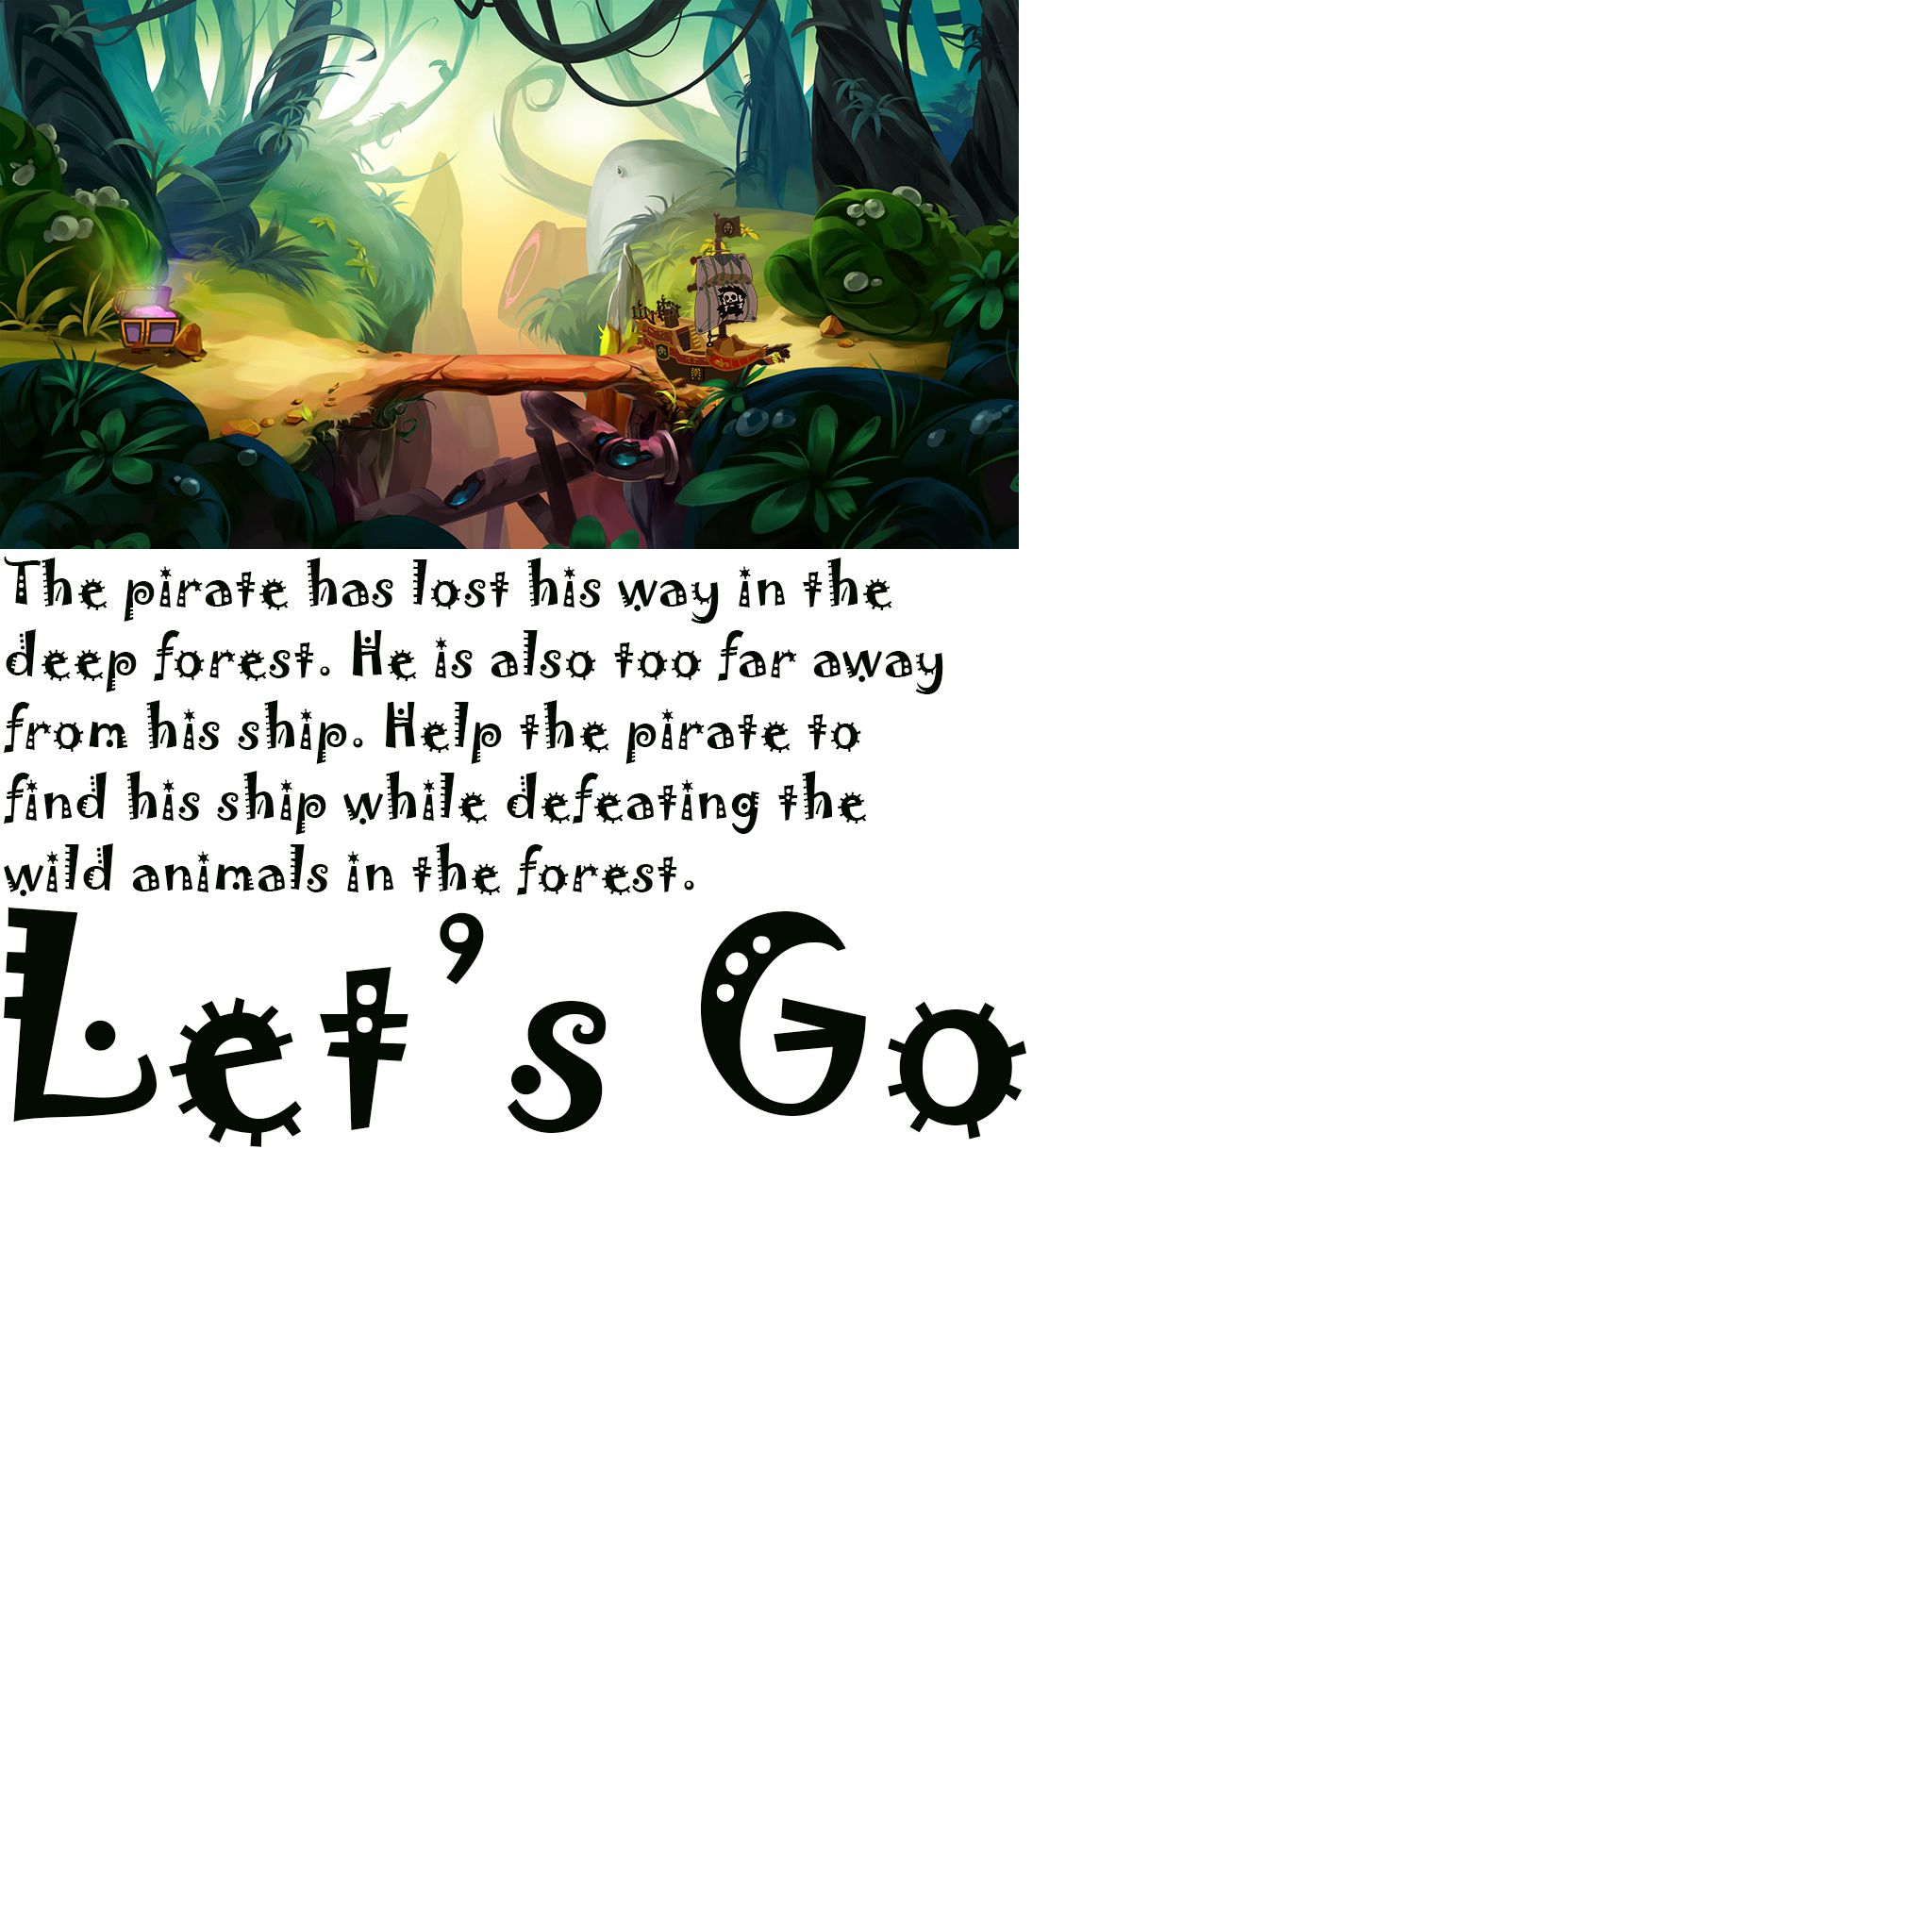 The pirate has lost his way in the
deep forest. He is also too far away
from his ship. Help the pirate to
find his ship while defeating the
wild animals in the forest.
Let's Go